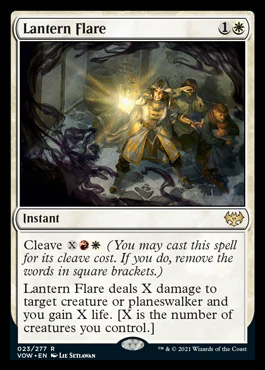 Lantern Flare 1
Instant
Cleave X (You may cast this spell
for its cleave cost. If you do, remove the
words in square brackets.)
Lantern Flare deals X damage to
target creature or planeswalker and
you gain X life. [X is the number of
creatures you control.]
023/277 R
VOW • EN Lie Setiawan
™ & © 2021 Wizards of the Coast